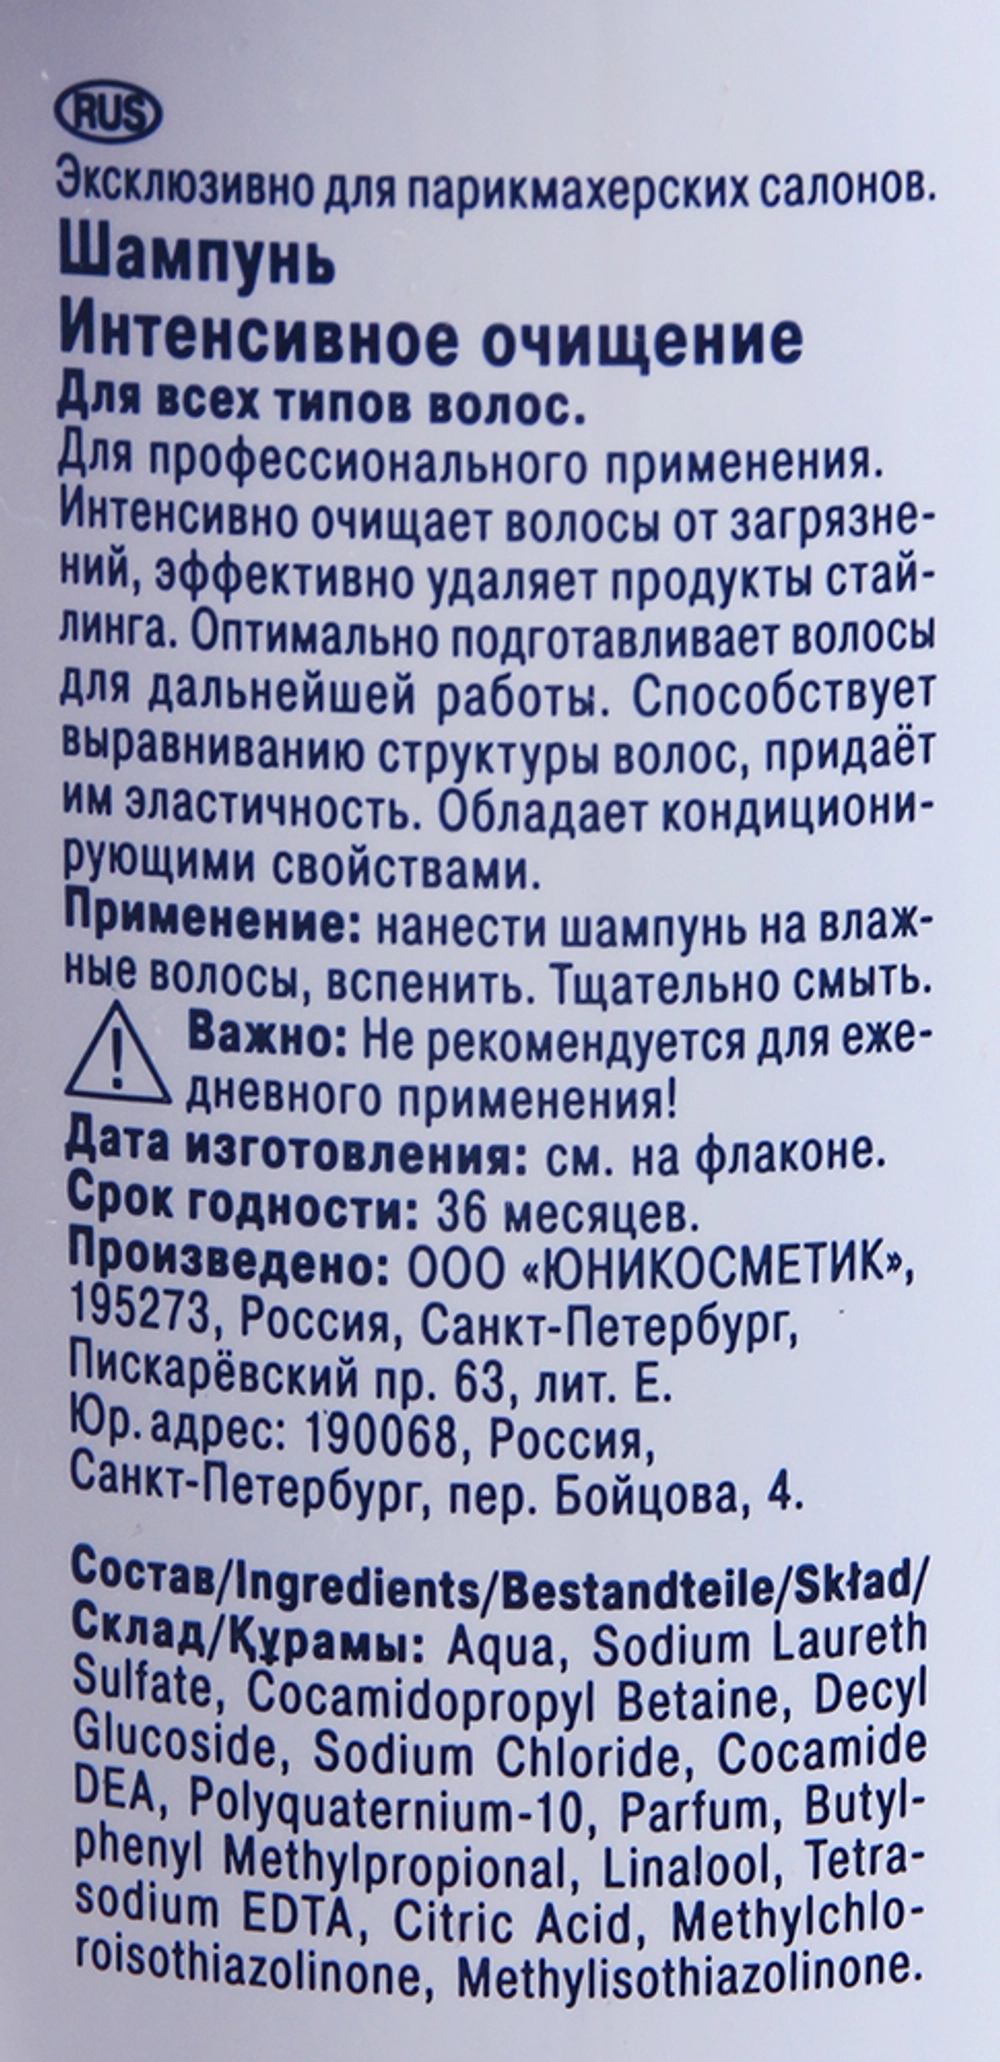 RUS
Эксклюзивно для парикмахерских салонов.
Шампунь
Интенсивное очищение
Для всех типов волос.
Для профессионального применения.
Интенсивно очищает волосы от загрязне-
ний, эффективно удаляет продукты стай-
линга. Оптимально подготавливает волосы
для дальнейшей работы. Способствует
выравниванию структуры волос, придаёт
им эластичность. Обладает кондициони-
рующими свойствами.
Применение: нанести шампунь на влаж-
ные волосы, вспенить. Тщательно смыть.
Важно: Не рекомендуется для еже-
дневного применения!
Дата изготовления: см. на флаконе.
Срок годности: 36 месяцев.
Произведено: ООО «ЮНИКОСМЕТИК»,
195273, Россия, Санкт-Петербург,
Пискарёвский пр. 63, лит. Е.
Юр. адрес: 190068, Россия,
Санкт-Петербург, пер. Бойцова, 4.
Состав/Ingredients/Bestandteile/Skład/
Склад/Құрамы: Aqua, Sodium Laureth
Sulfate, Cocamidopropyl Betaine, Decyl
Glucoside, Sodium Chloride, Cocamide
DEA, Polyquaternium-10, Parfum, Butyl-
phenyl Methylpropional, Linalool, Tetra-
sodium EDTA, Citric Acid, Methylchlo-
roisothiazolinone, Methylisothiazolinone.